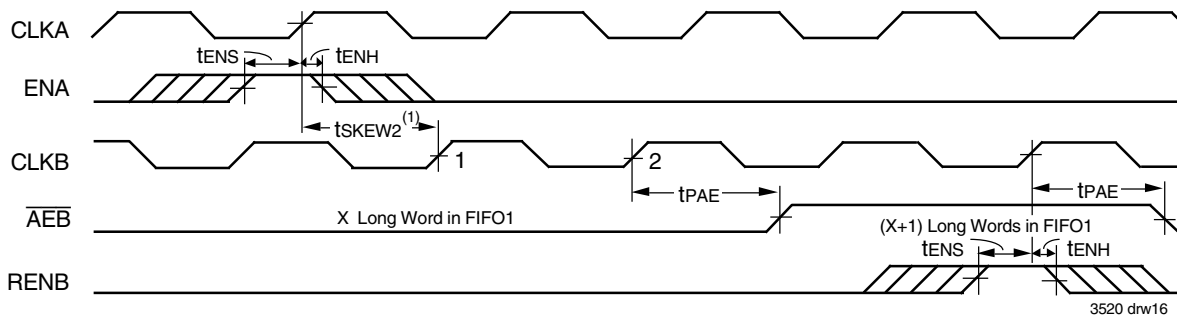 CLKA
tENS
tENH
ENA
tSKEW2(1)
CLKB
1
2
tPAE
tPAE
AEB
X Long Word in FIFO1
(X+1) Long Words in FIFO1
tENS
tENH
RENB
3520 drw16